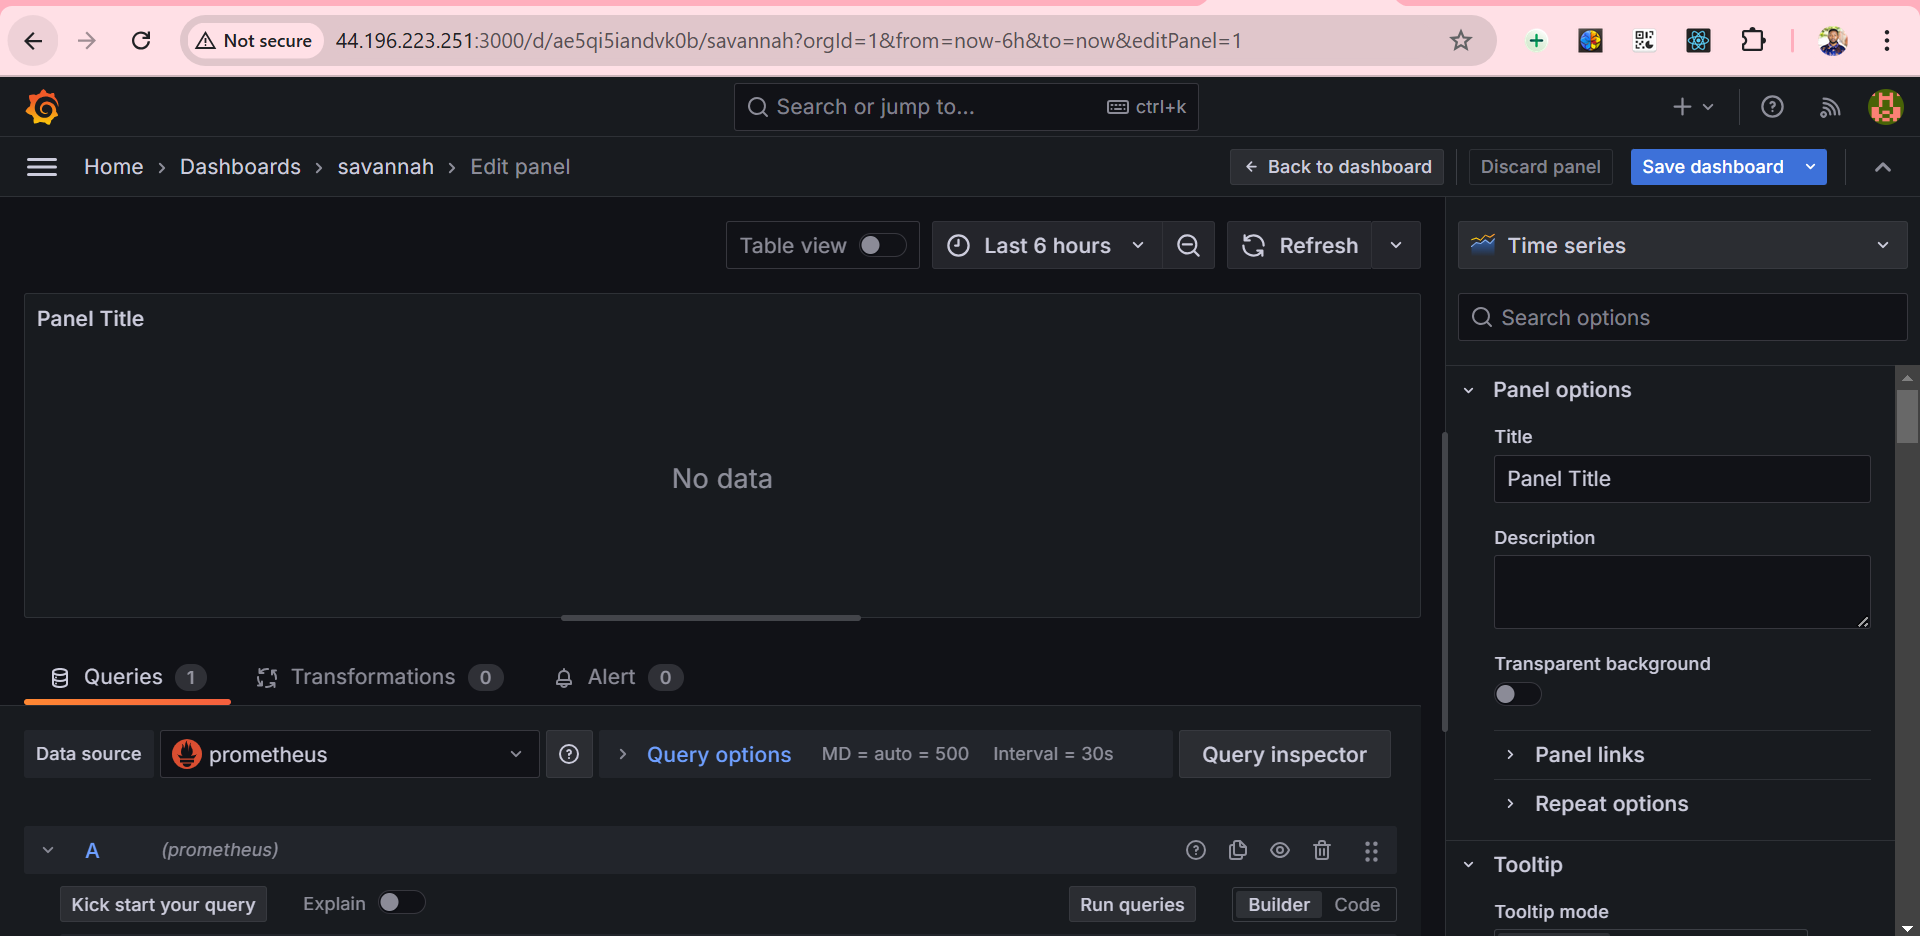 Not secure 44.196.223.251:3000/d/ae5qi5iandvk0b/savannah?orgId=1&from=now-6h&to=now&editPanel=1
Search or jump to... ctrl+k
Home Dashboards savannah Edit panel Back to dashboard Discard panel Save dashboard
Table view Last 6 hours Refresh Time series
Panel Title
Search options
No data
Panel options
Title
Panel Title
Description
Transparent background
Panel links
Repeat options
Tooltip
Tooltip mode
Queries 1 Transformations 0 Alert 0
Data source prometheus Query options MD = auto = 500 Interval = 30s Query inspector
A (prometheus)
Kick start your query Explain Run queries Builder Code